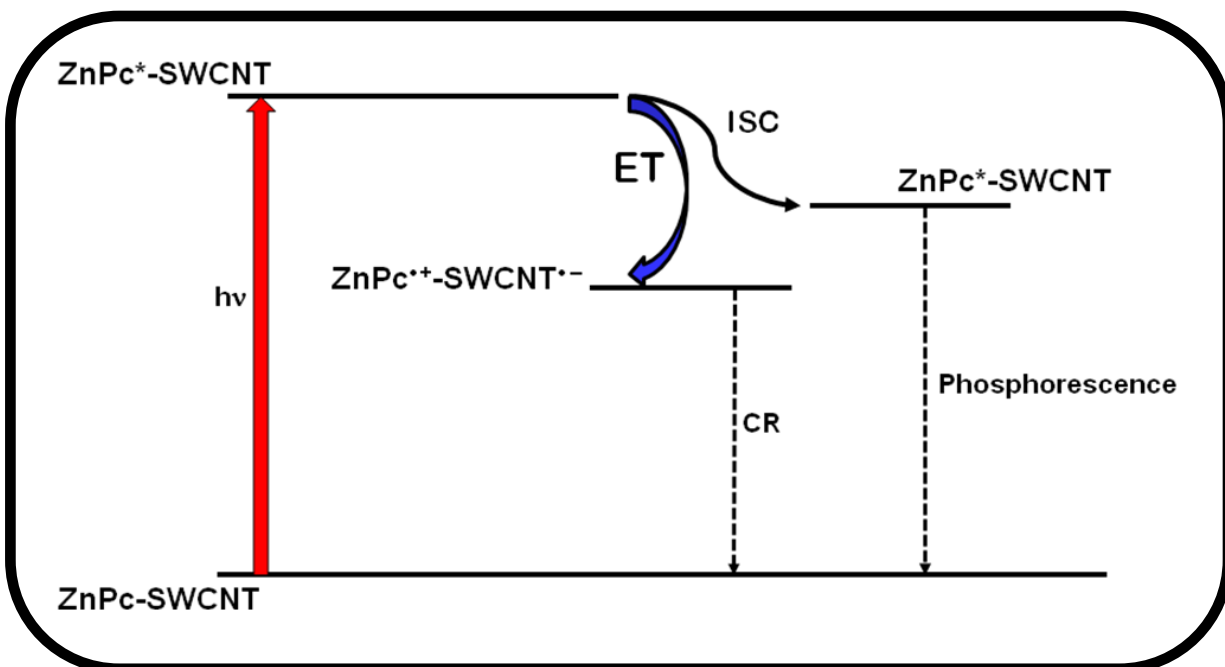 ZnPc*-SWCNT
ISC
ET
ZnPc*-SWCNT
ZnPc•+-SWCNT•−
hν
Phosphorescence
CR
ZnPc-SWCNT